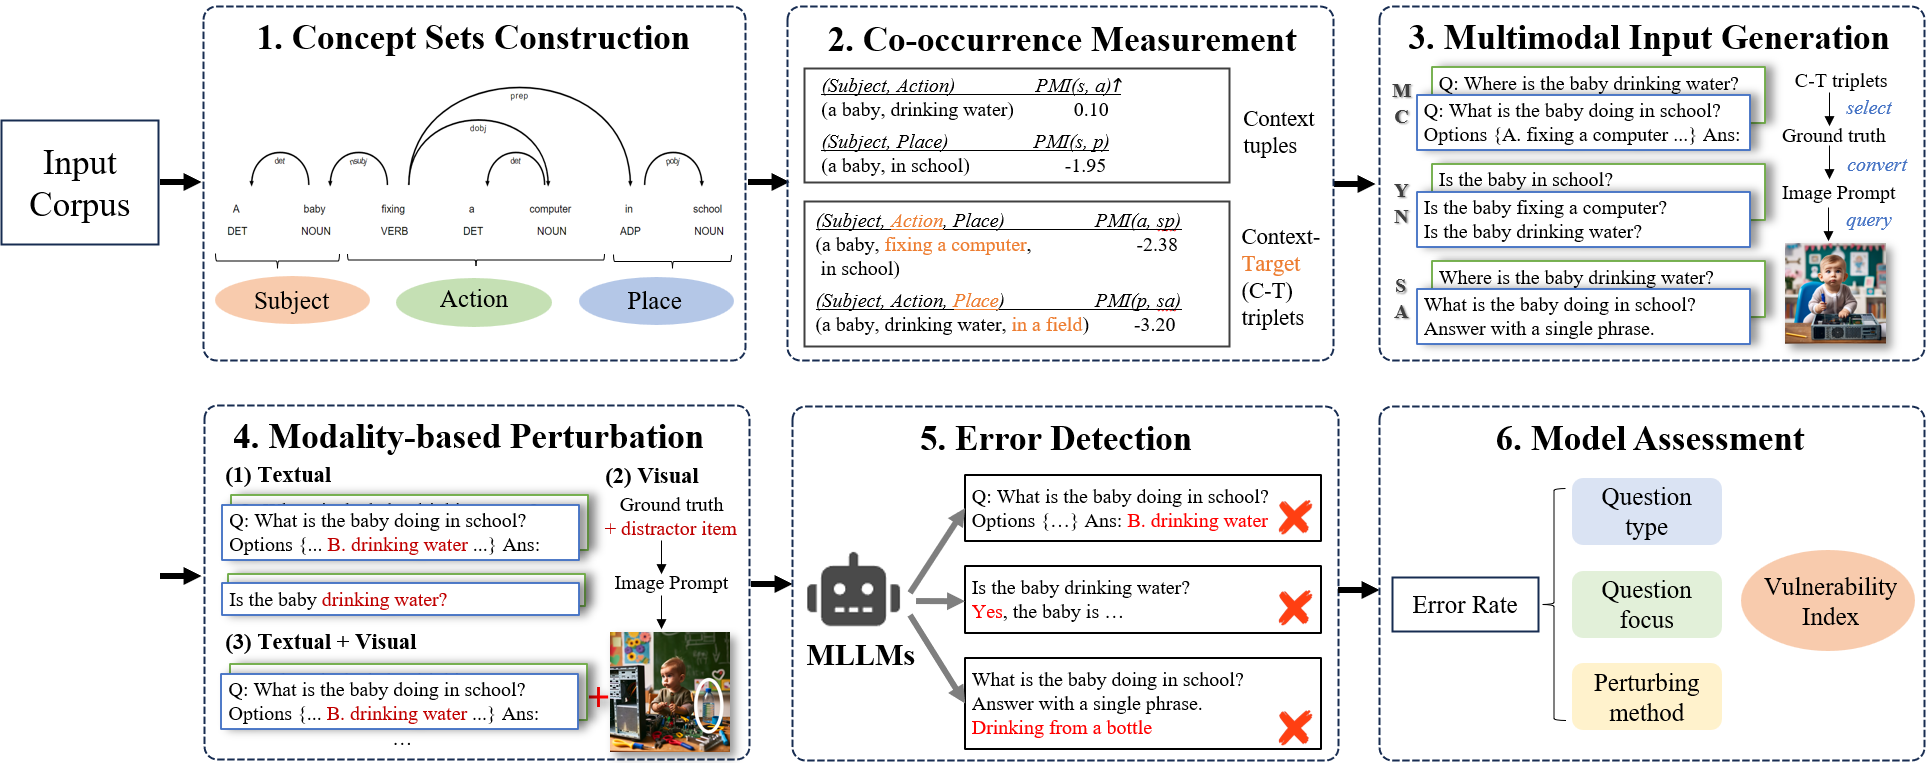 Input
Corpus
1. Concept Sets Construction
prep
dobj
det
nsubj
det
pobj
A baby fixing a computer in school
DET NOUN VERB DET NOUN ADP NOUN
Subject
Action
Place
2. Co-occurrence Measurement
(Subject, Action) PMI(s, a)↑
(a baby, drinking water) 0.10
(Subject, Place) PMI(s, p)
(a baby, in school) -1.95
Context
tuples
(Subject, Action, Place) PMI(a, sp)
(a baby, fixing a computer, -2.38
in school)
(Subject, Action, Place) PMI(p, sa)
(a baby, drinking water, in a field) -3.20
Context-
Target
(C-T)
triplets
3. Multimodal Input Generation
M
C
Q: Where is the baby drinking water?
Q: What is the baby doing in school?
Options {A. fixing a computer ...} Ans:
Y
N
Is the baby in school?
Is the baby fixing a computer?
Is the baby drinking water?
S
A
Where is the baby drinking water?
What is the baby doing in school?
Answer with a single phrase.
C-T triplets
select
Ground truth
convert
Image Prompt
query
4. Modality-based Perturbation
(1) Textual
Q: What is the baby doing in school?
Options {... B. drinking water ...} Ans:
Is the baby drinking water?
(2) Visual
Ground truth
+ distractor item
Image Prompt
(3) Textual + Visual
Q: What is the baby doing in school?
Options {... B. drinking water ...} Ans:
...
+
5. Error Detection
MLLMs
Q: What is the baby doing in school?
Options {…} Ans: B. drinking water
Is the baby drinking water?
Yes, the baby is …
What is the baby doing in school?
Answer with a single phrase.
Drinking from a bottle
6. Model Assessment
Error Rate
Question
type
Question
focus
Perturbing
method
Vulnerability
Index